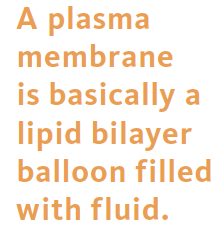 A plasma
membrane
is basically a
lipid bilayer
balloon filled
with fluid.